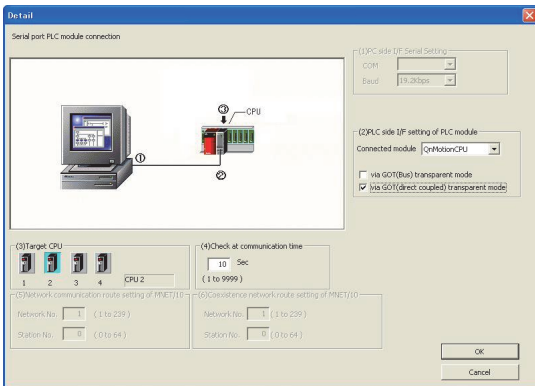 Detail
Serial port PLC module connection
③
CPU
①
②
(1)PC side I/F Serial Setting
COM
Baud 19.2Kbps
(2)PLC side I/F setting of PLC module
Connected module QnMotionCPU
via GOT(Bus) transparent mode
via GOT(direct coupled) transparent mode
(3)Target CPU
1 2 3 4 CPU 2
(4)Check at communication time
10 Sec
(1 to 9999 )
(5)Network communication route setting of MNET/10
Network No. 1 ( 1 to 239 )
Station No. 0 ( 0 to 64 )
(6)Coexistence network route setting of MNET/10
Network No. 1 ( 1 to 239 )
Station No. 0 ( 0 to 64 )
OK
Cancel